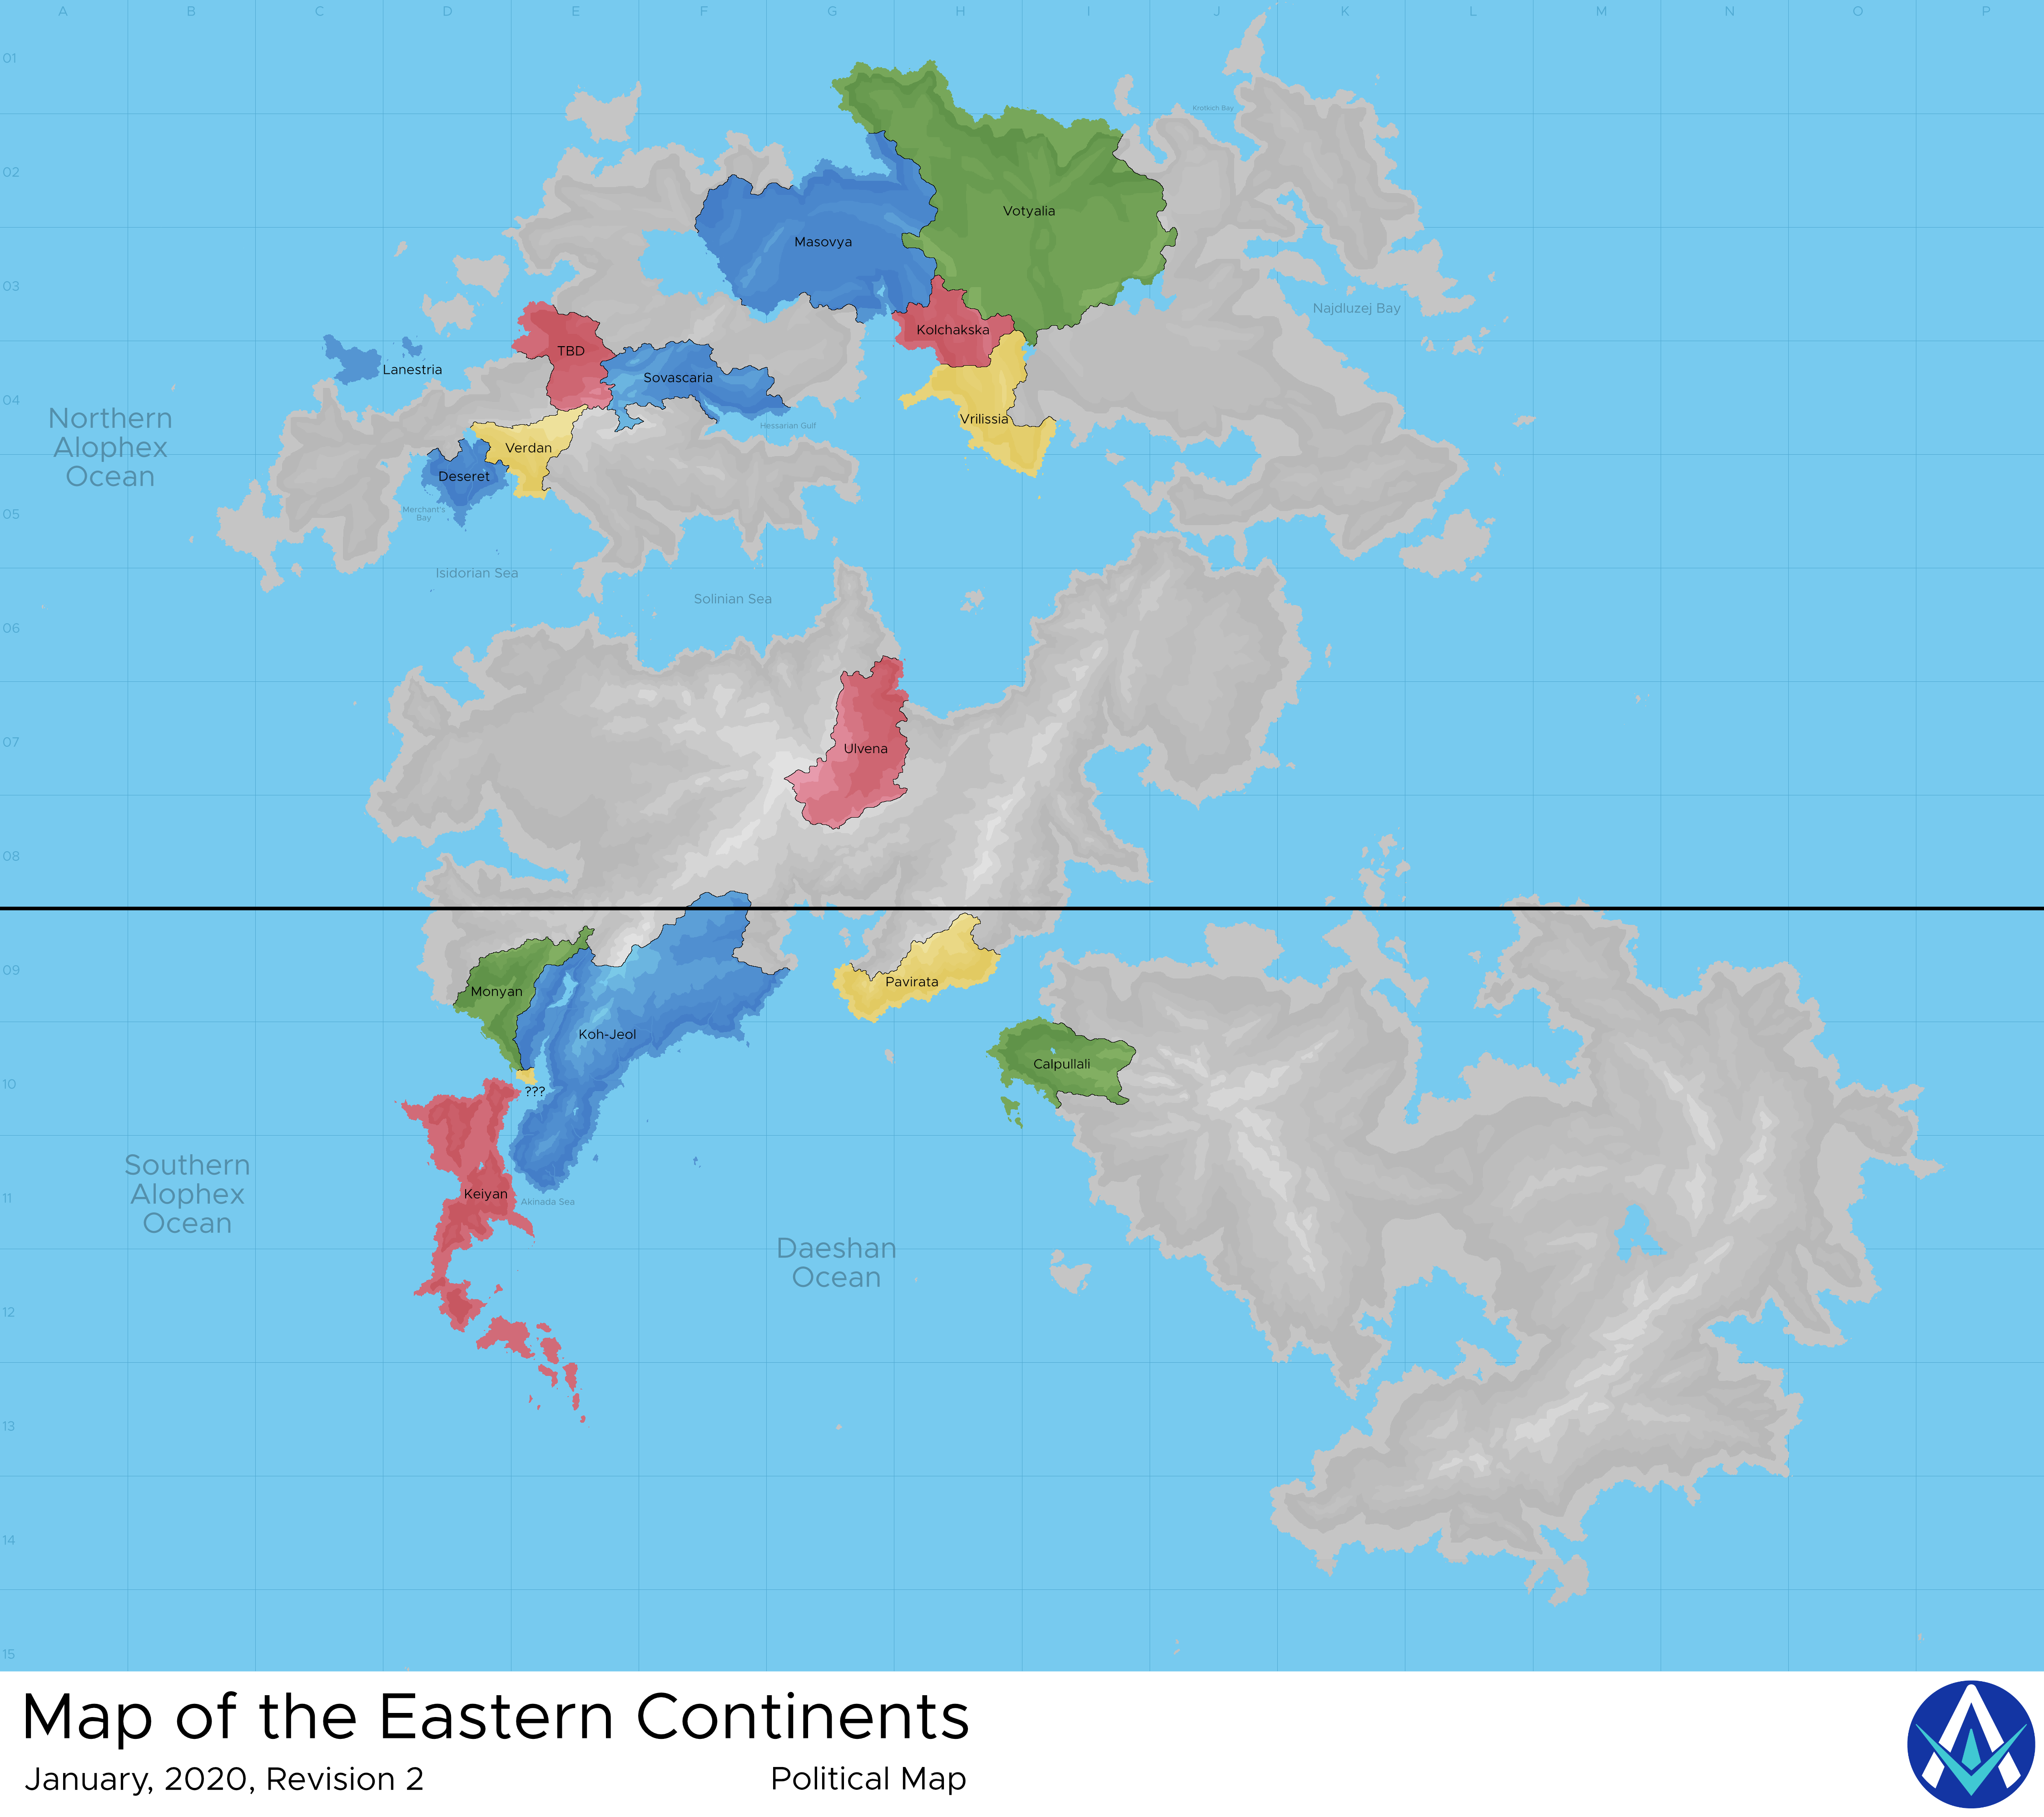 A B C D E F G H I J K L M N O P
01
Knolkich Bay
02
Votyalia
Masovya
03
Najdluzej Bay
Kolchakska
TBD
Lanestria
Sovascaria
04
Northern
Alophex
Ocean
Vrilissia
Hessarian Gulf
Verdan
Deseret
Merchant's
Bay
05
Isidorian Sea
Solinian Sea
06
07
Ulvena
08
09
Pavirata
Monyan
Koh-Jeol
Calpullali
10
???
Southern
Alophex
Ocean
Keiyan
11
Akinada Sea
Daeshan
Ocean
12
13
14
15
Map of the Eastern Continents
January, 2020, Revision 2
Political Map